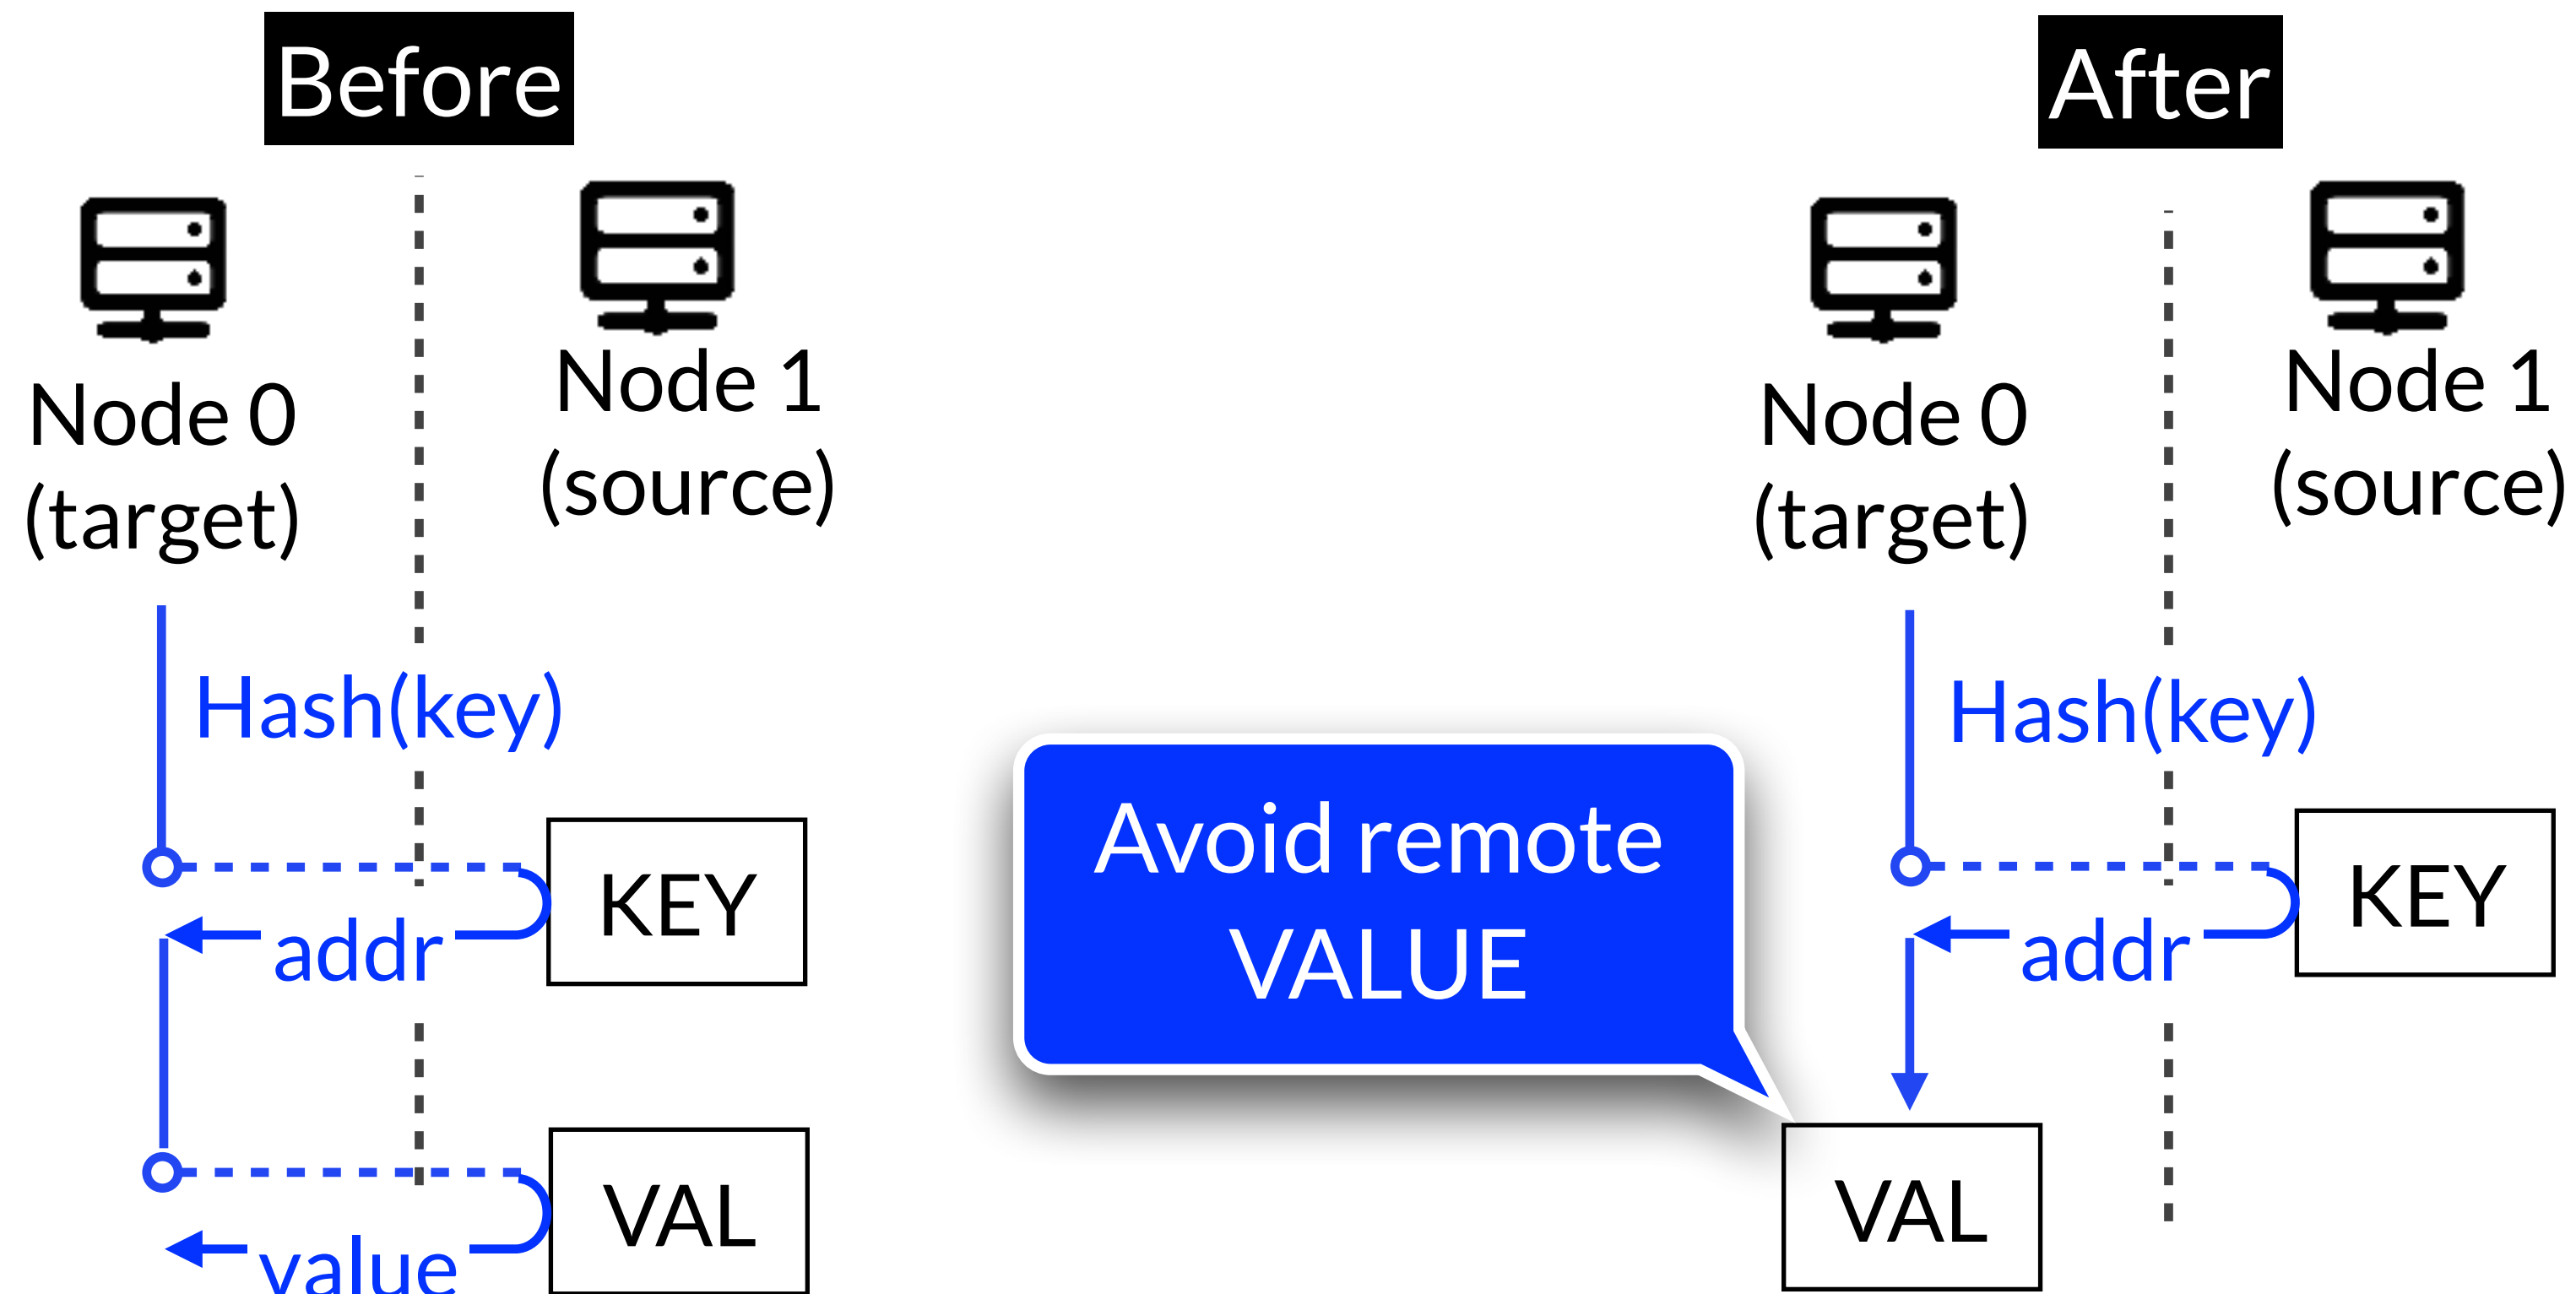 Before
Node 0
(target)
Node 1
(source)
Hash(key)
KEY
addr
VAL
value
Avoid remote
VALUE
After
Node 0
(target)
Node 1
(source)
Hash(key)
KEY
addr
VAL